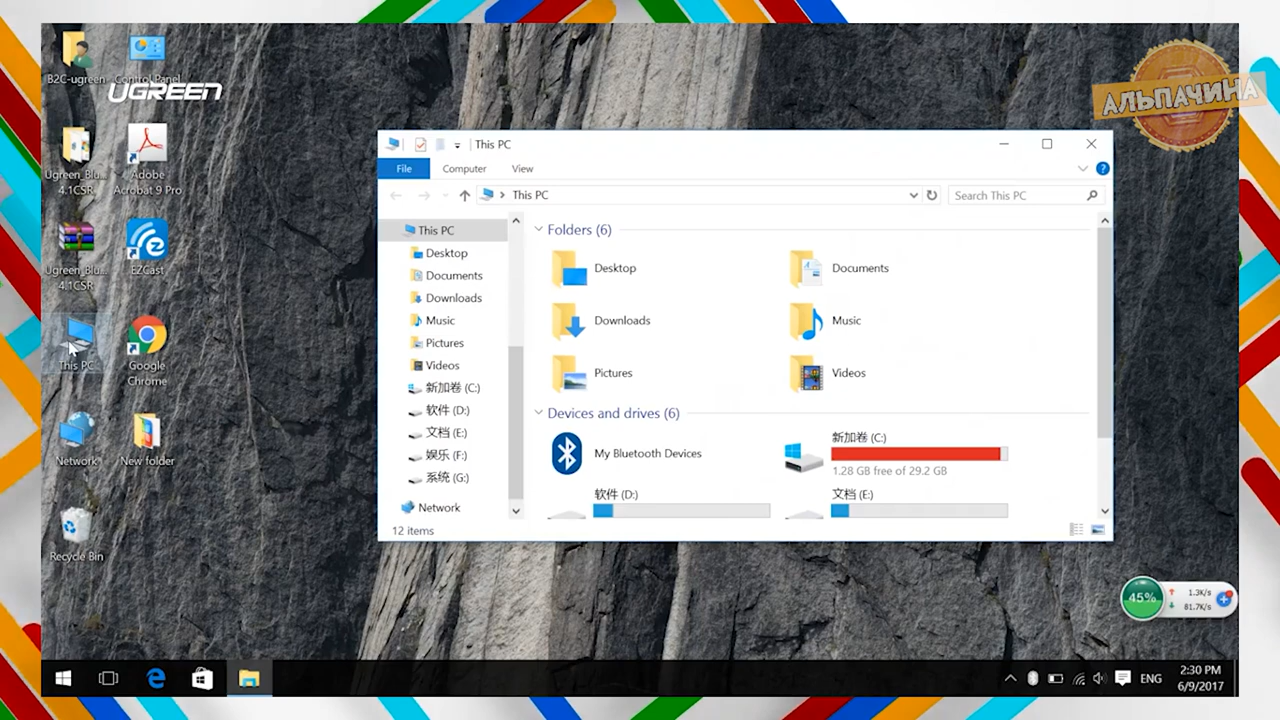 B2C-ugreen
Control Panel
UGREEN
АЛЬПАЧИНА
Ugreen_Blu...
4.1CSR
Adobe
Acrobat 9 Pro
Ugreen_Blu...
4.1CSR
EZCast
This PC
Google
Chrome
Network
New folder
Recycle Bin
This PC
File
Computer
View
This PC
Search This PC
This PC
Desktop
Documents
Downloads
Music
Pictures
Videos
新加卷 (C:)
软件 (D:)
文档 (E:)
娱乐 (F:)
系统 (G:)
Network
Folders (6)
Desktop
Documents
Downloads
Music
Pictures
Videos
Devices and drives (6)
My Bluetooth Devices
新加卷 (C:)
1.28 GB free of 29.2 GB
软件 (D:)
文档 (E:)
12 items
45%
1.3K/s
81.7K/s
ENG
2:30 PM
6/9/2017